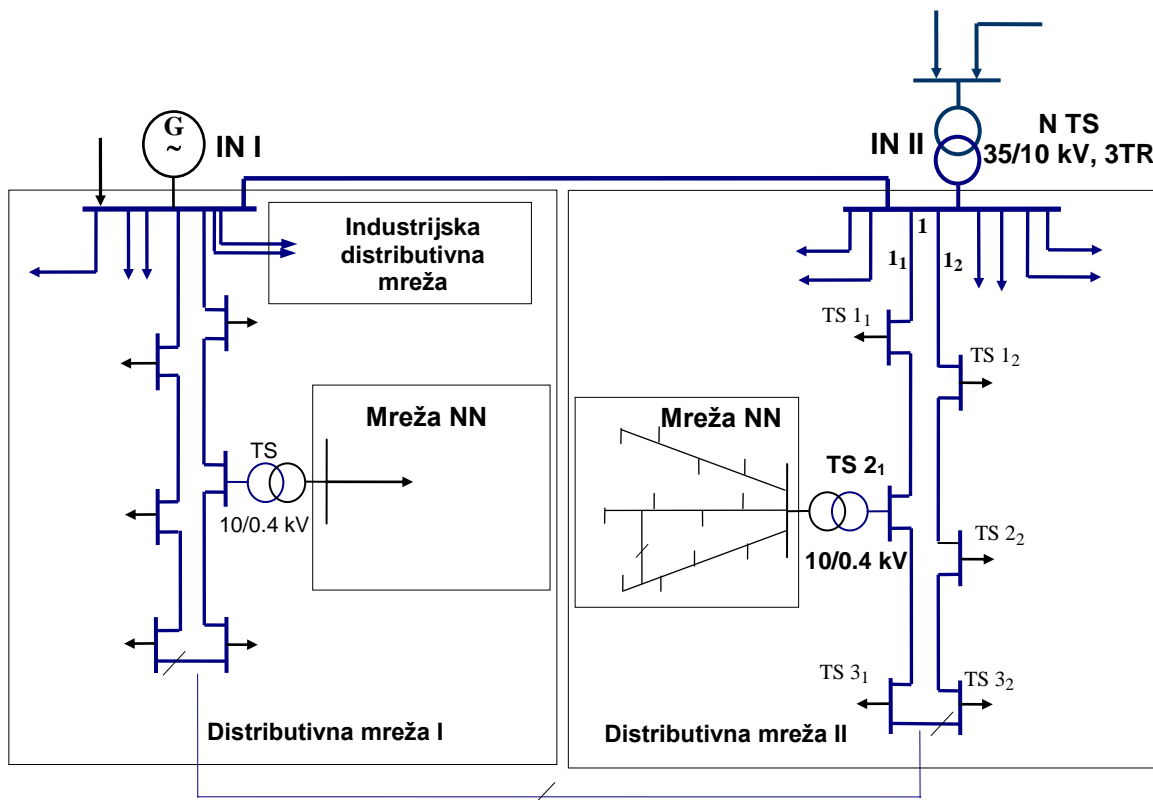 G
~
IN I
IN II
N TS
35/10 kV, 3TR
Industrijska
distributivna
mreža
1
1₁
1₂
TS 1₁
TS 1₂
Mreža NN
TS
10/0.4 kV
Mreža NN
TS 2₁
10/0.4 kV
TS 2₂
TS 3₁
TS 3₂
Distributivna mreža I
Distributivna mreža II